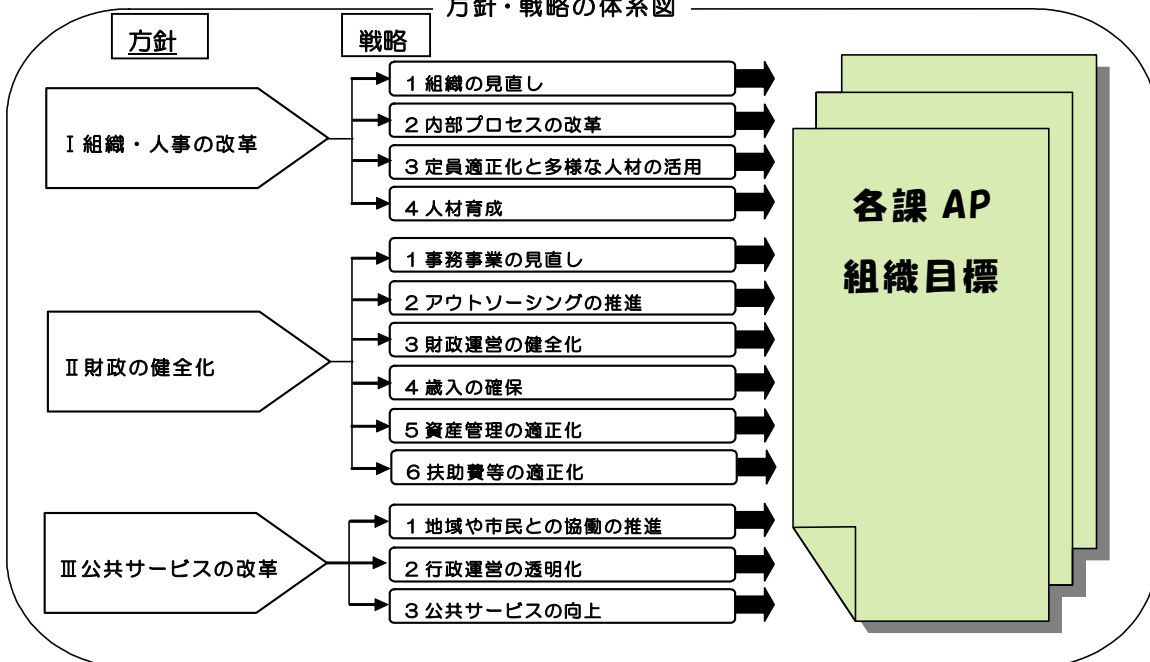 方針・戦略の体系図
方針
戦略
Ⅰ組織・人事の改革
1 組織の見直し
2 内部プロセスの改革
3 定員適正化と多様な人材の活用
4 人材育成
Ⅱ財政の健全化
1 事務事業の見直し
2 アウトソーシングの推進
3 財政運営の健全化
4 歳入の確保
5 資産管理の適正化
6 扶助費等の適正化
Ⅲ公共サービスの改革
1 地域や市民との協働の推進
2 行政運営の透明化
3 公共サービスの向上
各課 AP
組織目標